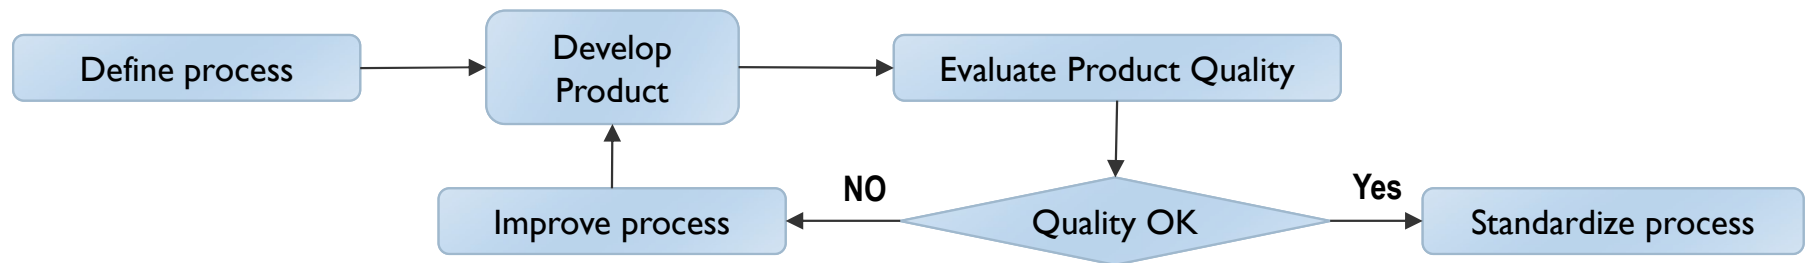 Define process
Develop
Product
Evaluate Product Quality
Improve process
NO
Quality OK
Yes
Standardize process